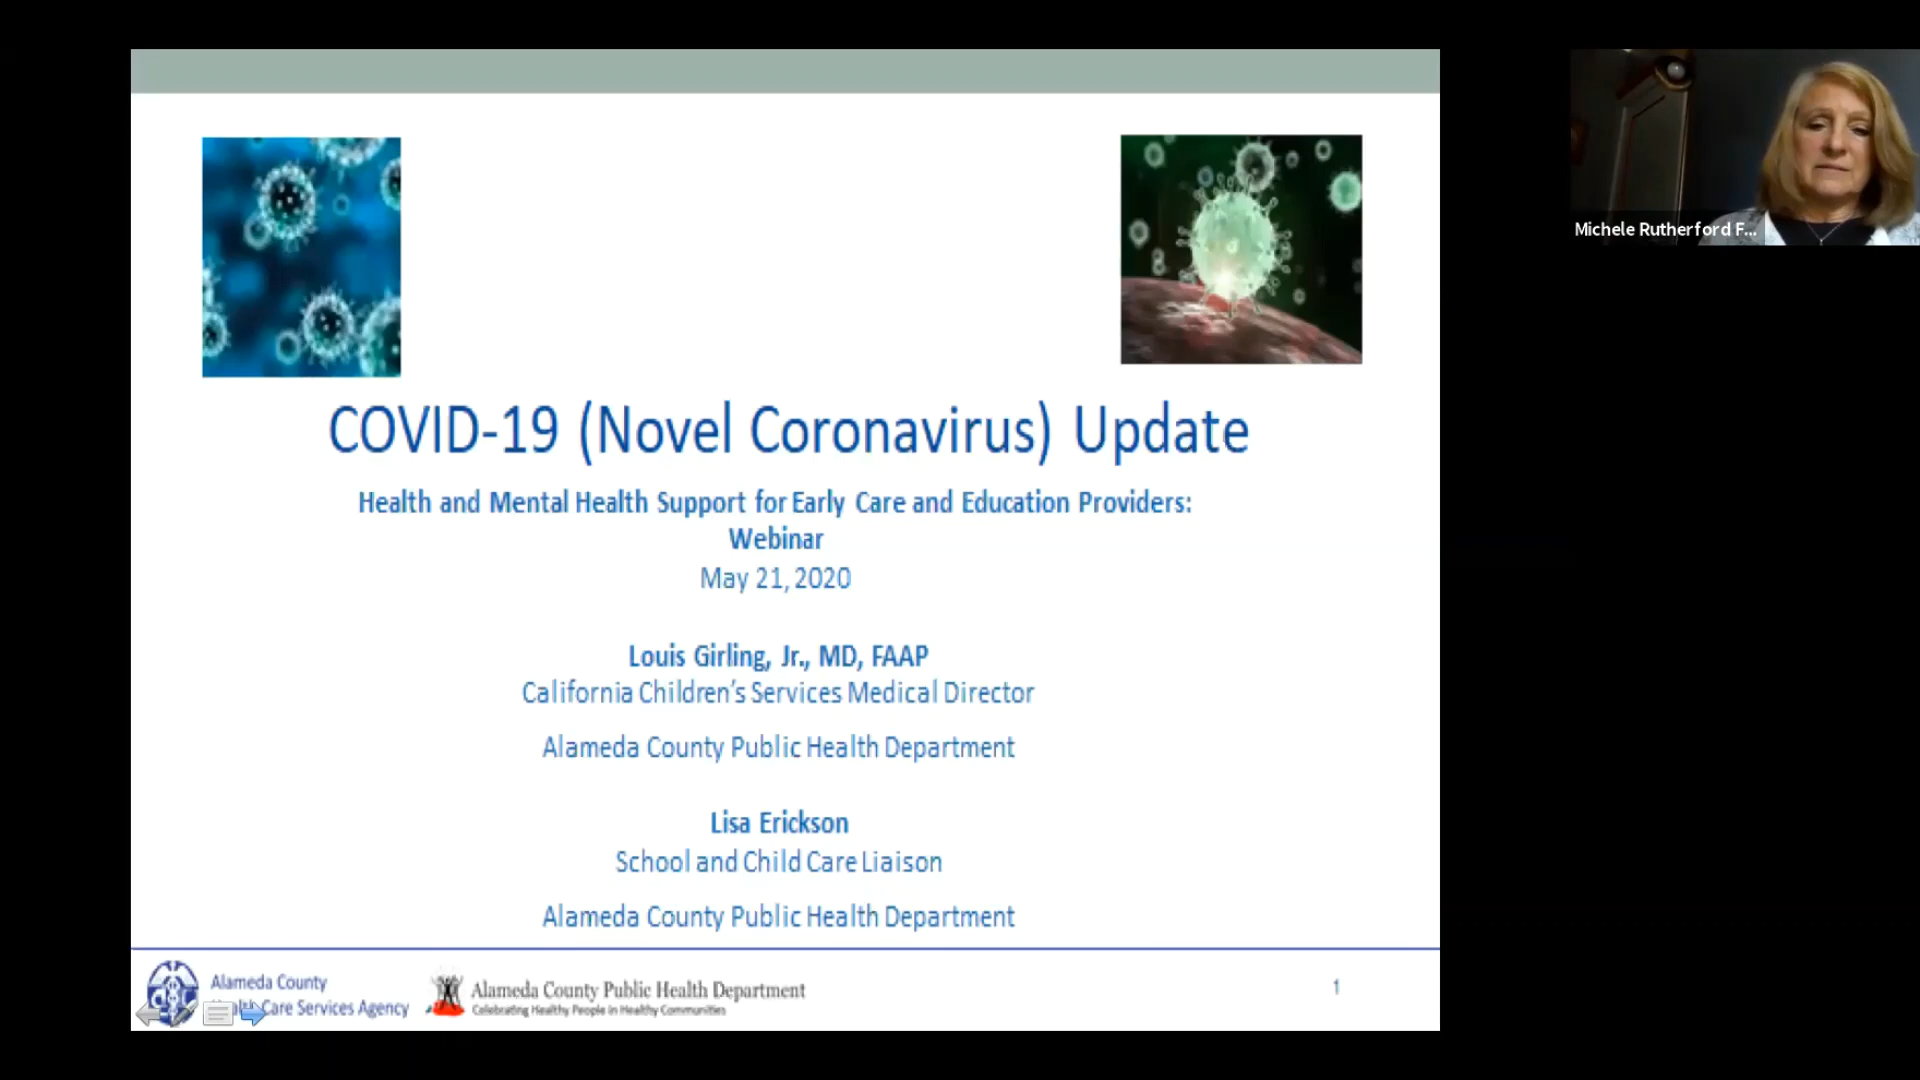 COVID-19 (Novel Coronavirus) Update
Health and Mental Health Support for Early Care and Education Providers:
Webinar
May 21, 2020
Louis Girling, Jr., MD, FAAP
California Children's Services Medical Director
Alameda County Public Health Department
Lisa Erickson
School and Child Care Liaison
Alameda County Public Health Department
Alameda County
Care Services Agency
Alameda County Public Health Department
Celebrating Healthy People in Healthy Communities
1
Michele Rutherford F...